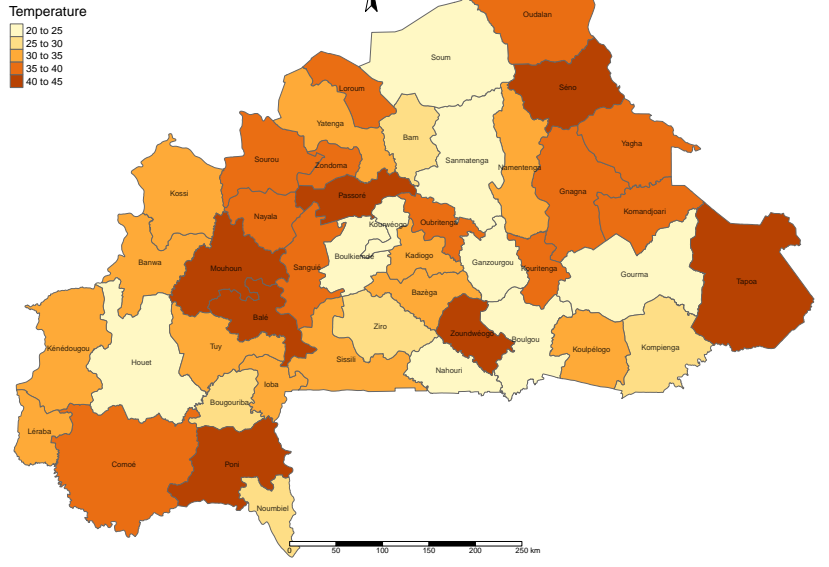 Temperature
20 to 25
25 to 30
30 to 35
35 to 40
40 to 45
Oudalan
Soum
Séno
Loroum
Yatenga
Bam
Yagha
Sourou
Zondoma
Sanmatenga
Namentenga
Kossi
Passoré
Gnagna
Komandjoari
Nayala
Kourwéogo
Oubritenga
Banwa
Mouhoun
Sanguié
Boulkiemdé
Kadiogo
Ganzourgou
Kouritenga
Gourma
Tapoa
Bazèga
Balé
Ziro
Zoundwéogo
Boulgou
Kénédougou
Houet
Tuy
Sissili
Koulpélogo
Kompienga
Nahouri
Ioba
Bougouriba
Léraba
Comoé
Poni
Noumbiel
0 50 100 150 200 250 km